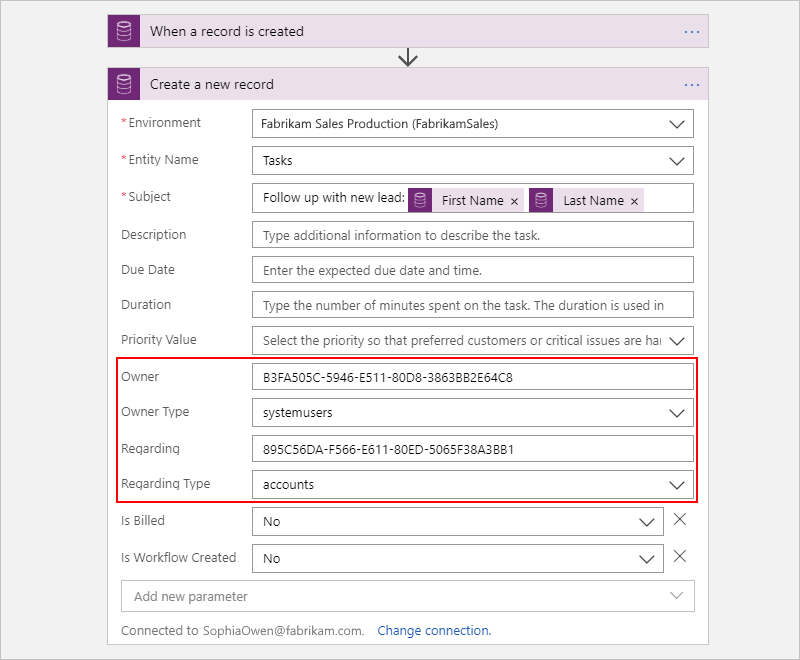 When a record is created ...
Create a new record ...
* Environment Fabrikam Sales Production (FabrikamSales)
* Entity Name Tasks
* Subject Follow up with new lead: First Name × Last Name ×
Description Type additional information to describe the task.
Due Date Enter the expected due date and time.
Duration Type the number of minutes spent on the task. The duration is used in
Priority Value Select the priority so that preferred customers or critical issues are ha
Owner B3FA505C-5946-E511-80D8-3863BB2E64C8
Owner Type systemusers
Regarding 895C56DA-F566-E611-80ED-5065F38A3BB1
Regarding Type accounts
Is Billed No
Is Workflow Created No
Add new parameter
Connected to SophiaOwen@fabrikam.com. Change connection.